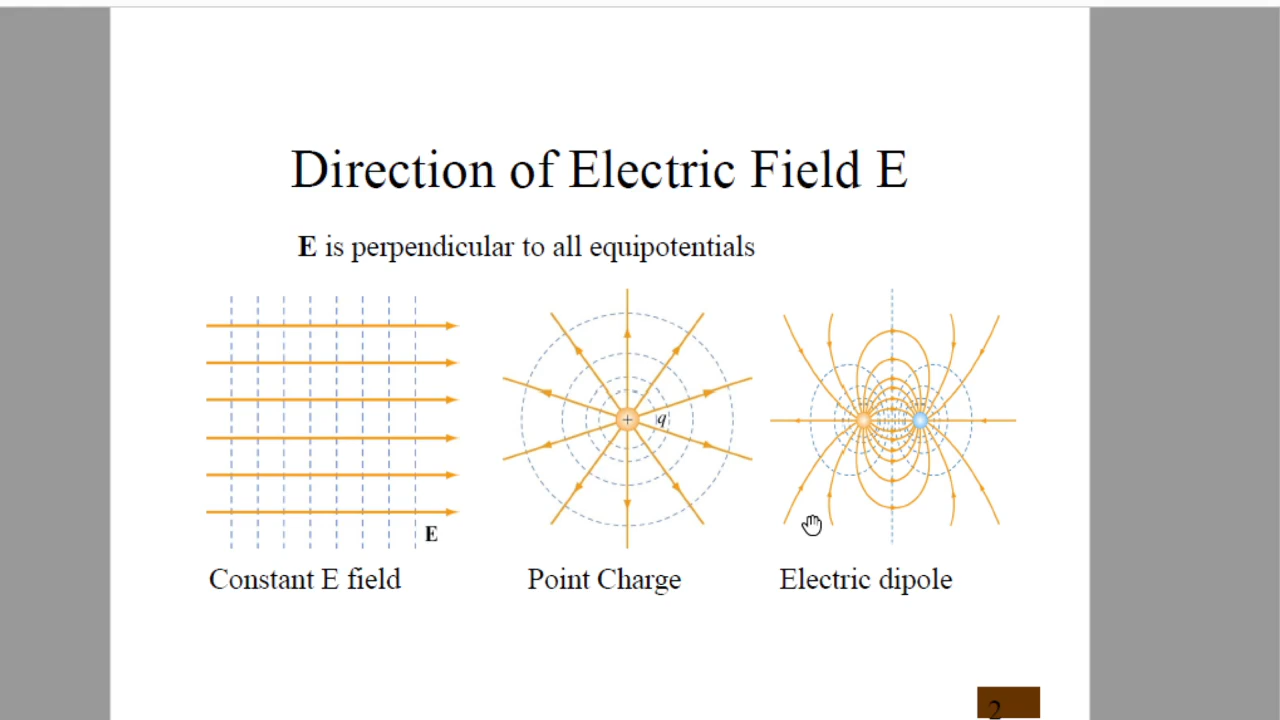 Direction of Electric Field E
E is perpendicular to all equipotentials
+ q
E
Constant E field
Point Charge
Electric dipole
2